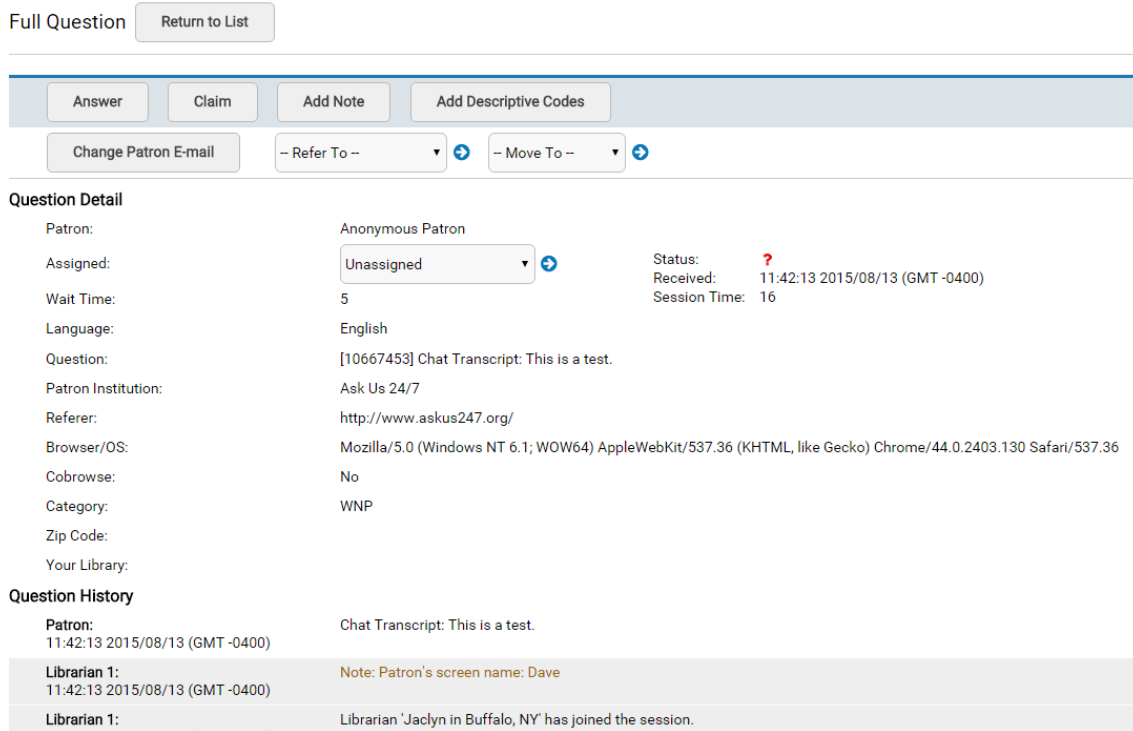 Full Question Return to List
Answer Claim Add Note Add Descriptive Codes
Change Patron E-mail -- Refer To -- -- Move To --
Question Detail
Patron: Anonymous Patron
Assigned: Unassigned Status: ?
Received: 11:42:13 2015/08/13 (GMT -0400)
Wait Time: 5 Session Time: 16
Language: English
Question: [10667453] Chat Transcript: This is a test.
Patron Institution: Ask Us 24/7
Referer: http://www.askus247.org/
Browser/OS: Mozilla/5.0 (Windows NT 6.1; WOW64) AppleWebKit/537.36 (KHTML, like Gecko) Chrome/44.0.2403.130 Safari/537.36
Cobrowse: No
Category: WNP
Zip Code:
Your Library:
Question History
Patron: Chat Transcript: This is a test.
11:42:13 2015/08/13 (GMT -0400)
Librarian 1: Note: Patron's screen name: Dave
11:42:13 2015/08/13 (GMT -0400)
Librarian 1: Librarian 'Jaclyn in Buffalo, NY' has joined the session.